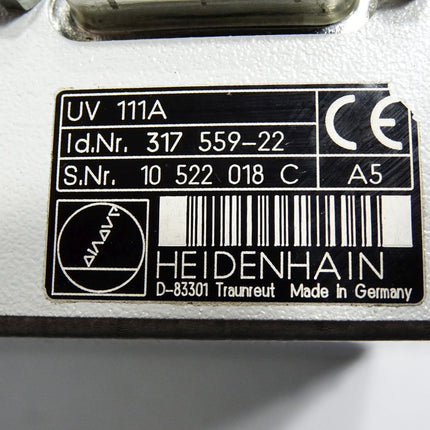 UV 111A
Id.Nr. 317 559-22
S.Nr. 10 522 018 C A5
CE
HEIDENHAIN
D-83301 Traunreut Made in Germany